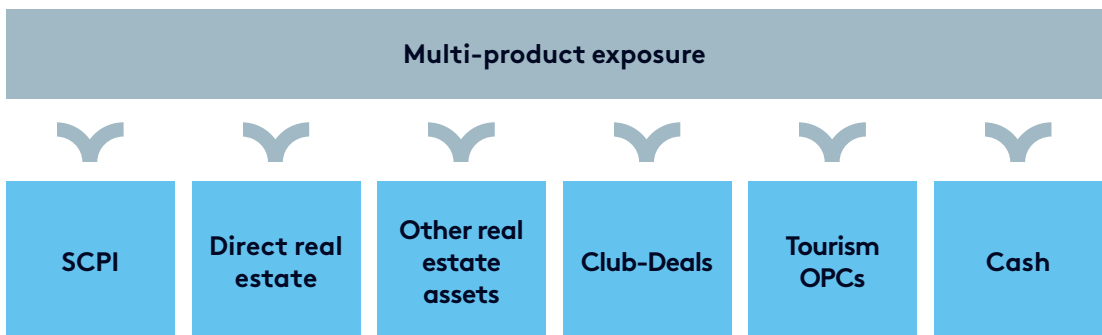 Multi-product exposure
SCPI
Direct real
estate
Other real
estate
assets
Club-Deals
Tourism
OPCs
Cash